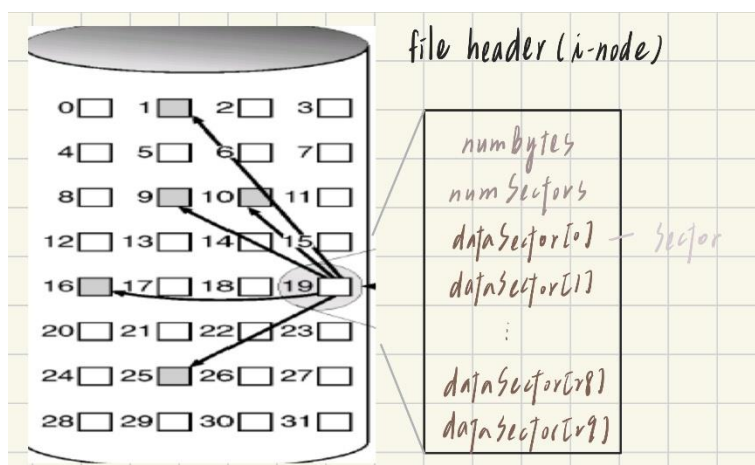 file header (i-node)
0 1 2 3
4 5 6 7
8 9 10 11
12 13 14 15
16 17 18 19
20 21 22 23
24 25 26 27
28 29 30 31
numbytes
numSectors
dataSector[0] — Sector
dataSector[1]
⋮
dataSector[28]
dataSector[29]